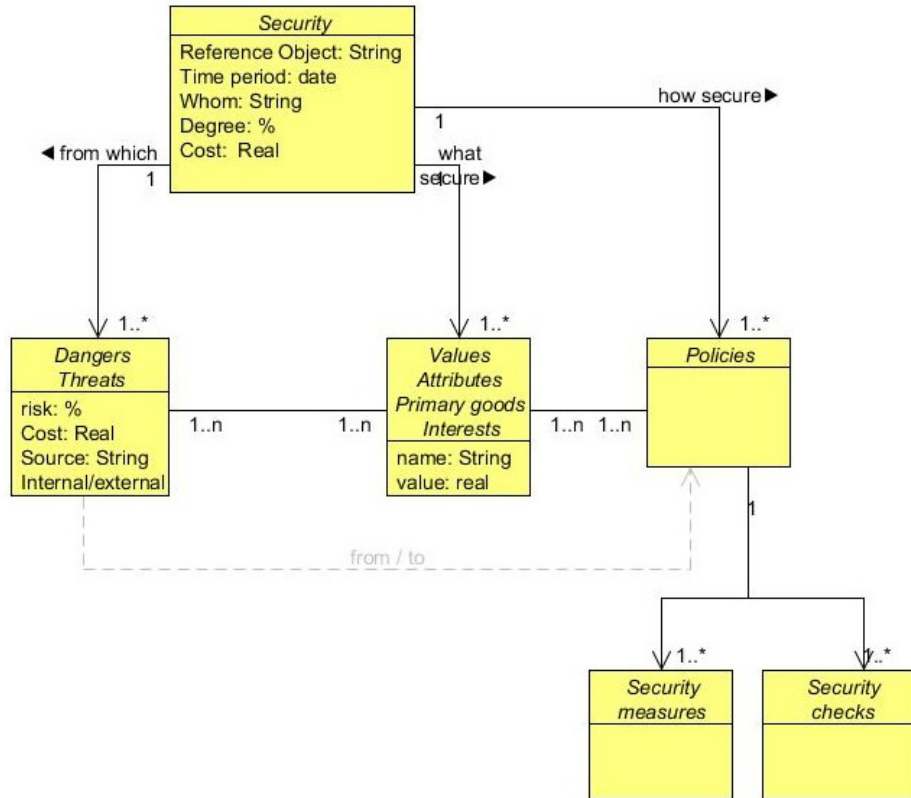 Security
Reference Object: String
Time period: date
Whom: String
Degree: %
Cost: Real
how secure▶
1
◀ from which
1
what
secure▶
1
1..*
1..*
1..*
Dangers
Threats
risk: %
Cost: Real
Source: String
Internal/external
Values
Attributes
Primary goods
Interests
name: String
value: real
Policies
1..n
1..n
1..n
1..n
1
from / to
1..*
1..*
Security
measures
Security
checks